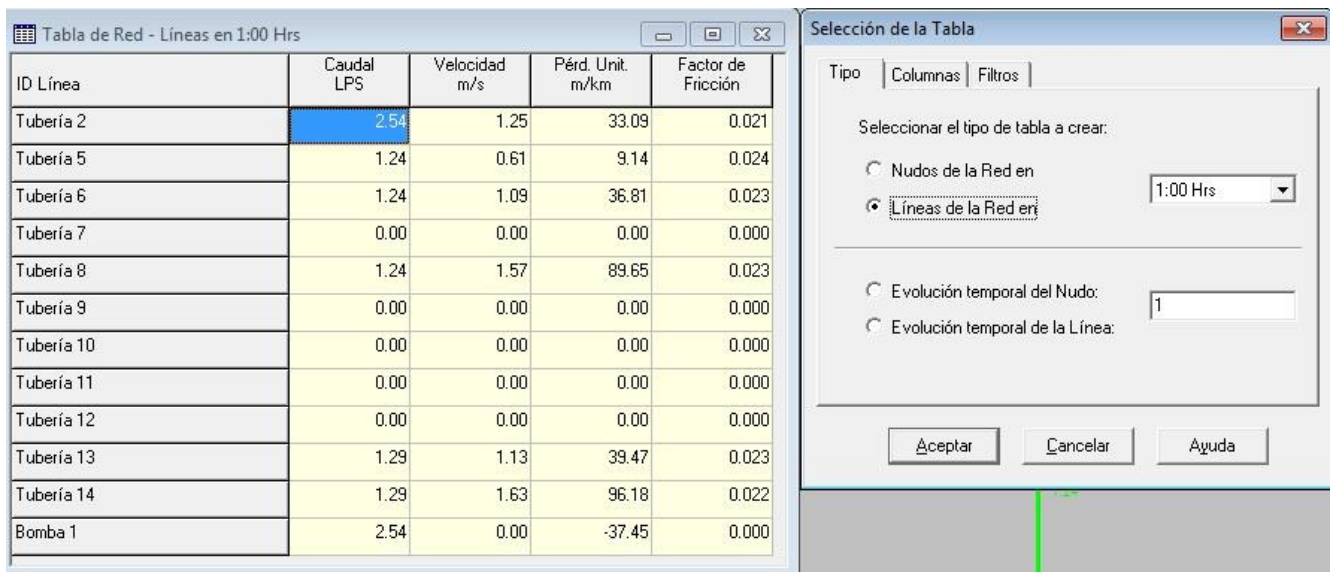 Tabla de Red - Líneas en 1:00 Hrs
ID Línea Caudal LPS Velocidad m/s Pérd. Unit. m/km Factor de Fricción
Tubería 2 2.54 1.25 33.09 0.021
Tubería 5 1.24 0.61 9.14 0.024
Tubería 6 1.24 1.09 36.81 0.023
Tubería 7 0.00 0.00 0.00 0.000
Tubería 8 1.24 1.57 89.65 0.023
Tubería 9 0.00 0.00 0.00 0.000
Tubería 10 0.00 0.00 0.00 0.000
Tubería 11 0.00 0.00 0.00 0.000
Tubería 12 0.00 0.00 0.00 0.000
Tubería 13 1.29 1.13 39.47 0.023
Tubería 14 1.29 1.63 96.18 0.022
Bomba 1 2.54 0.00 -37.45 0.000
Selección de la Tabla
Tipo Columnas Filtros
Seleccionar el tipo de tabla a crear:
Nudos de la Red en
Líneas de la Red en
1:00 Hrs
Evolución temporal del Nudo:
Evolución temporal de la Línea:
1
Aceptar Cancelar Ayuda